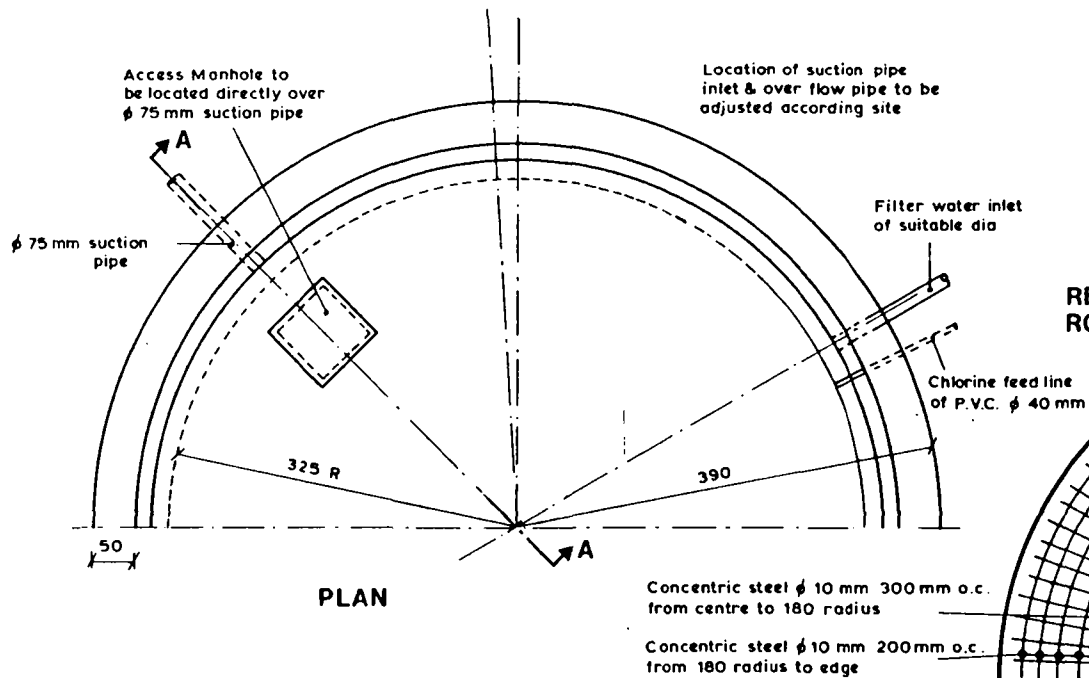 Access Manhole to
be located directly over
ϕ 75 mm suction pipe
Location of suction pipe
inlet & over flow pipe to be
adjusted according site
A
ϕ 75 mm suction
pipe
Filter water inlet
of suitable dia
Chlorine feed line
of P.V.C. ϕ 40 mm
325 R
390
50
A
PLAN
Concentric steel ϕ 10 mm 300 mm o.c.
from centre to 180 radius
Concentric steel ϕ 10 mm 200 mm o.c.
from 180 radius to edge